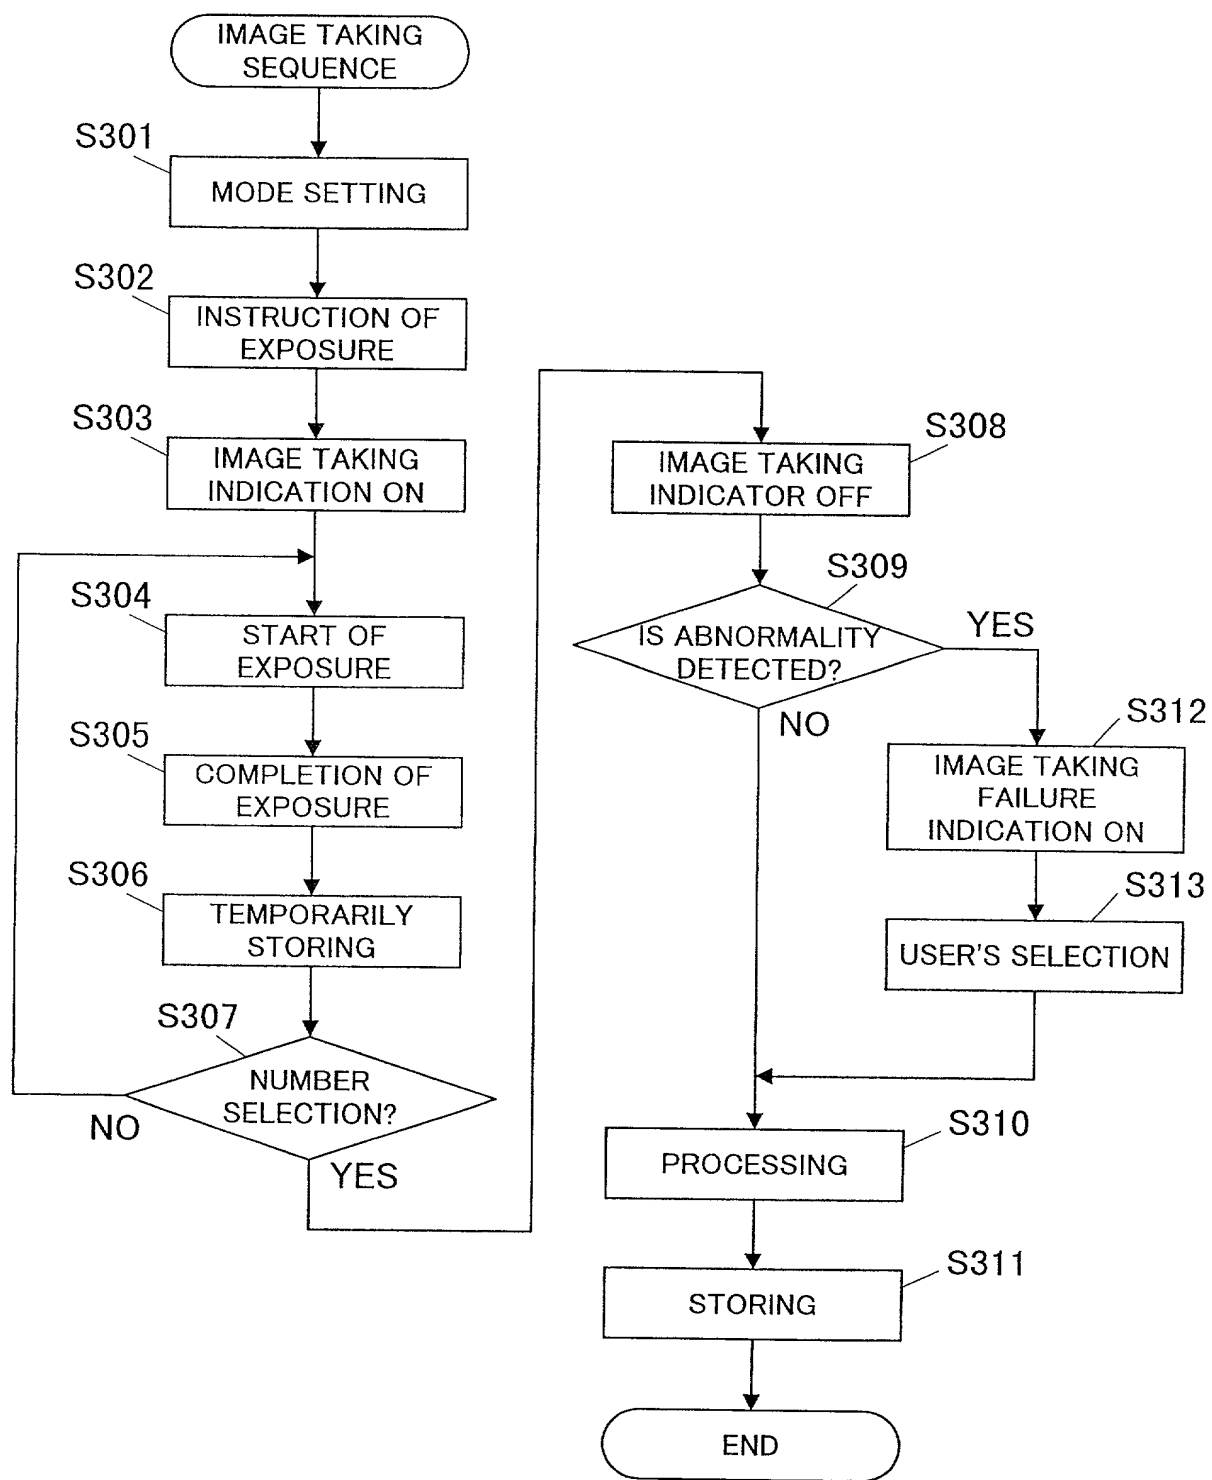 IMAGE TAKING
SEQUENCE
S301
MODE SETTING
S302
INSTRUCTION OF
EXPOSURE
S303
IMAGE TAKING
INDICATION ON
S304
START OF
EXPOSURE
S305
COMPLETION OF
EXPOSURE
S306
TEMPORARILY
STORING
S307
NUMBER
SELECTION?
NO
YES
S308
IMAGE TAKING
INDICATOR OFF
S309
IS ABNORMALITY
DETECTED?
YES
NO
S312
IMAGE TAKING
FAILURE
INDICATION ON
S313
USER'S SELECTION
S310
PROCESSING
S311
STORING
END